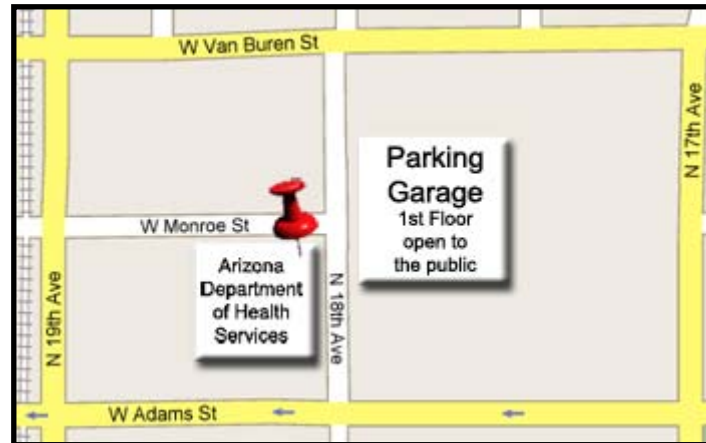 W Van Buren St
N 17th Ave
Parking
Garage
1st Floor
open to
the public
W Monroe St
Arizona
Department
of Health
Services
N 18th Ave
N 19th Ave
W Adams St